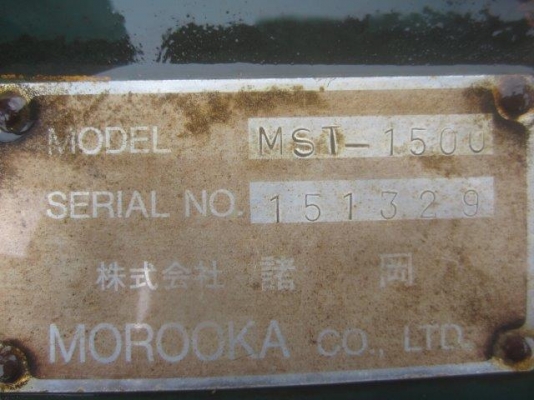 MODEL MST-1500
SERIAL NO. 151329
株式会社 諸岡
MOROOKA CO., LTD.